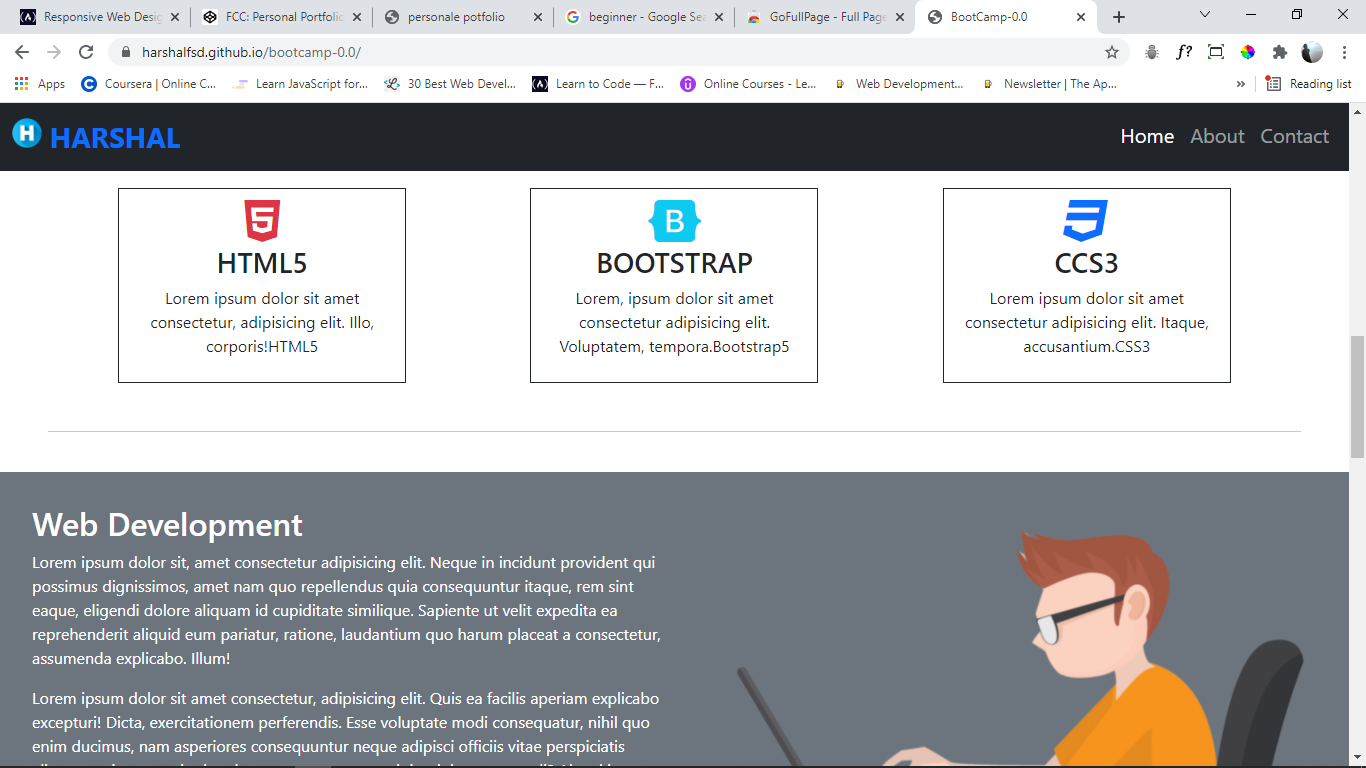 Responsive Web Desig
FCC: Personal Portfolio
personale potfolio
beginner - Google Sea
GoFullPage - Full Page
BootCamp-0.0
harshalfsd.github.io/bootcamp-0.0/
f?
Apps
Coursera | Online C...
Learn JavaScript for...
30 Best Web Devel...
Learn to Code — F...
Online Courses - Le...
Web Development...
Newsletter | The Ap...
Reading list
H HARSHAL
Home About Contact
5
HTML5
Lorem ipsum dolor sit amet
consectetur, adipisicing elit. Illo,
corporis!HTML5
B
BOOTSTRAP
Lorem, ipsum dolor sit amet
consectetur adipisicing elit.
Voluptatem, tempora.Bootstrap5
CCS3
Lorem ipsum dolor sit amet
consectetur adipisicing elit. Itaque,
accusantium.CSS3
Web Development
Lorem ipsum dolor sit, amet consectetur adipisicing elit. Neque in incidunt provident qui
possimus dignissimos, amet nam quo repellendus quia consequuntur itaque, rem sint
eaque, eligendi dolore aliquam id cupiditate similique. Sapiente ut velit expedita ea
reprehenderit aliquid eum pariatur, ratione, laudantium quo harum placeat a consectetur,
assumenda explicabo. Illum!
Lorem ipsum dolor sit amet consectetur, adipisicing elit. Quis ea facilis aperiam explicabo
excepturi! Dicta, exercitationem perferendis. Esse voluptate modi consequatur, nihil quo
enim ducimus, nam asperiores consequuntur neque adipisci officiis vitae perspiciatis